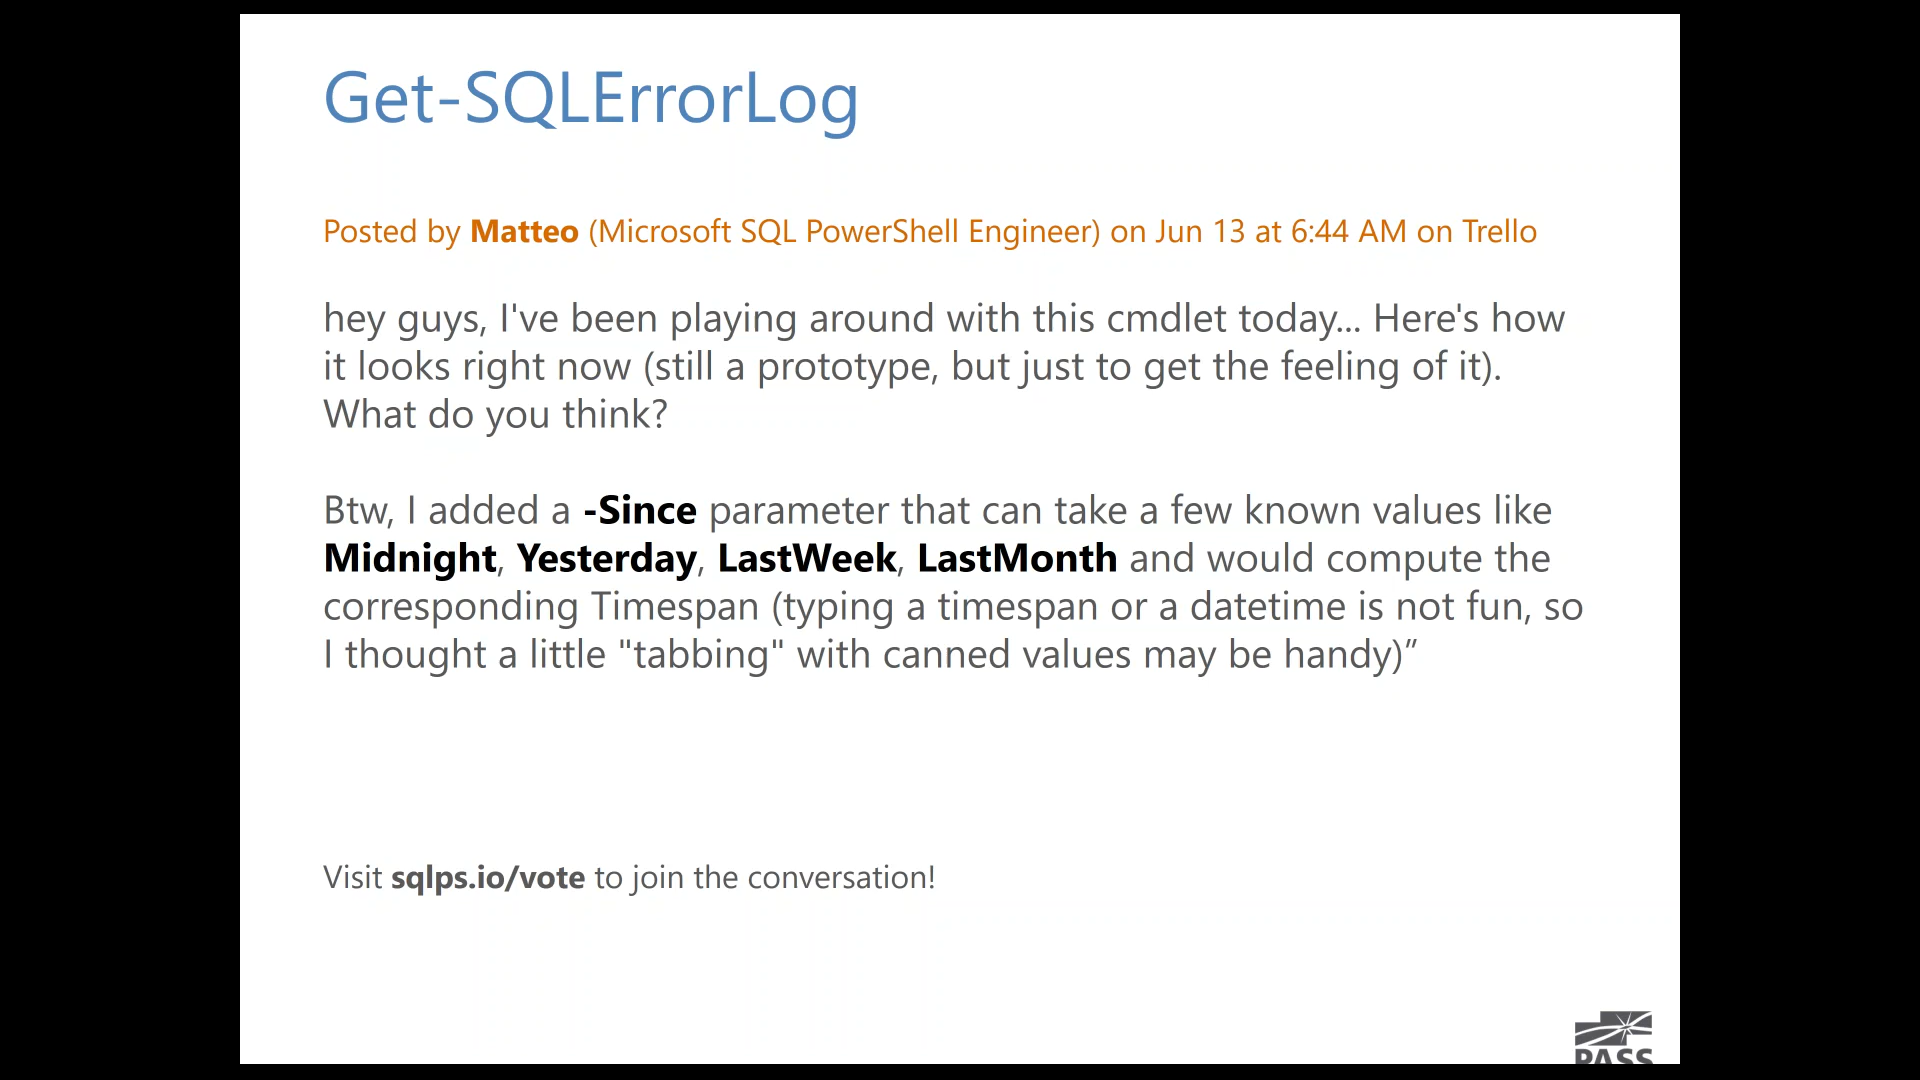 Get-SQLErrorLog
Posted by Matteo (Microsoft SQL PowerShell Engineer) on Jun 13 at 6:44 AM on Trello
hey guys, I've been playing around with this cmdlet today... Here's how
it looks right now (still a prototype, but just to get the feeling of it).
What do you think?
Btw, I added a -Since parameter that can take a few known values like
Midnight, Yesterday, LastWeek, LastMonth and would compute the
corresponding Timespan (typing a timespan or a datetime is not fun, so
I thought a little "tabbing" with canned values may be handy)”
Visit sqlps.io/vote to join the conversation!
PASS